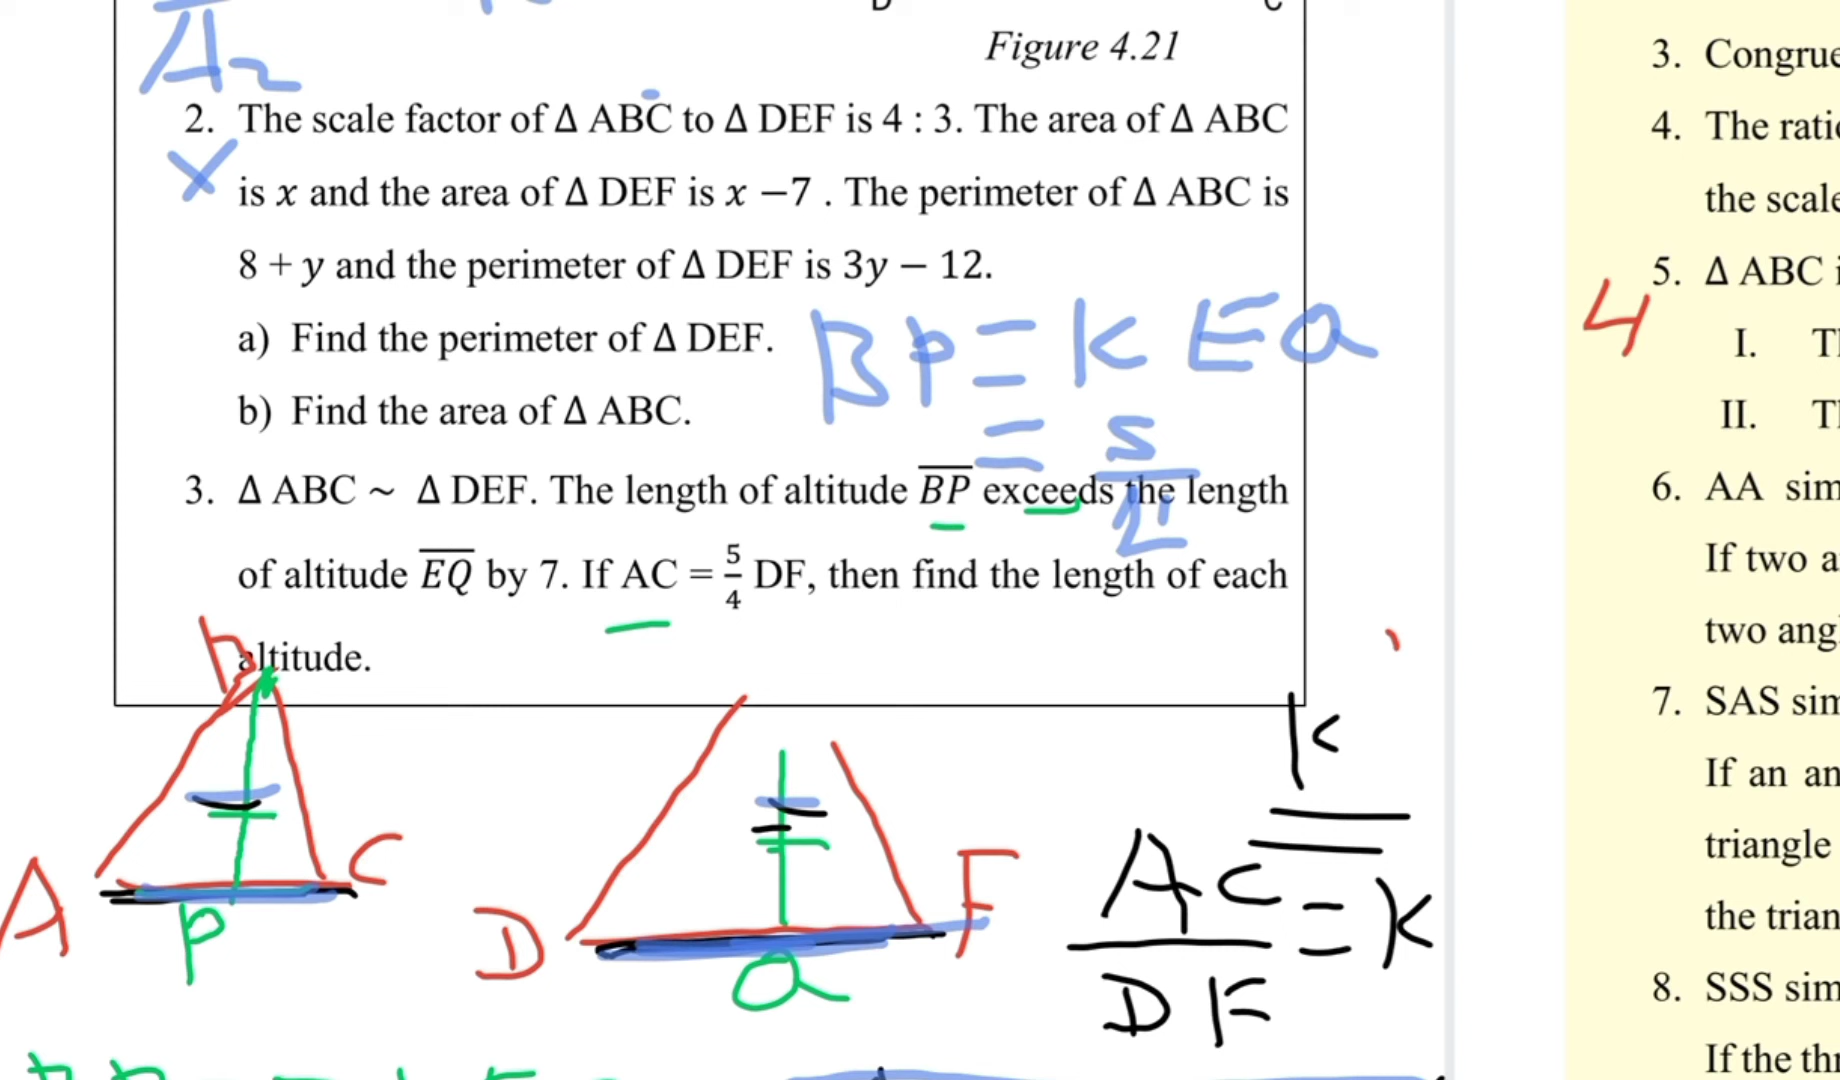 Figure 4.21
A₂
2. The scale factor of Δ ABC to Δ DEF is 4 : 3. The area of Δ ABC
is x and the area of Δ DEF is x −7 . The perimeter of Δ ABC is
8 + y and the perimeter of Δ DEF is 3y − 12.
a) Find the perimeter of Δ DEF.
b) Find the area of Δ ABC.
BP = K EQ
= 5/4
3. Δ ABC ~ Δ DEF. The length of altitude B̅P̅ exceeds the length
of altitude E̅Q̅ by 7. If AC = 5/4 DF, then find the length of each
altitude.
A
C
P
D
F
Q
K
AC/DF = K
3. Congrue
4. The ratio
the scale
4
5. Δ ABC i
I. Th
II. Th
6. AA sim
If two a
two ang
7. SAS sim
If an an
triangle
the trian
8. SSS sim
If the thr